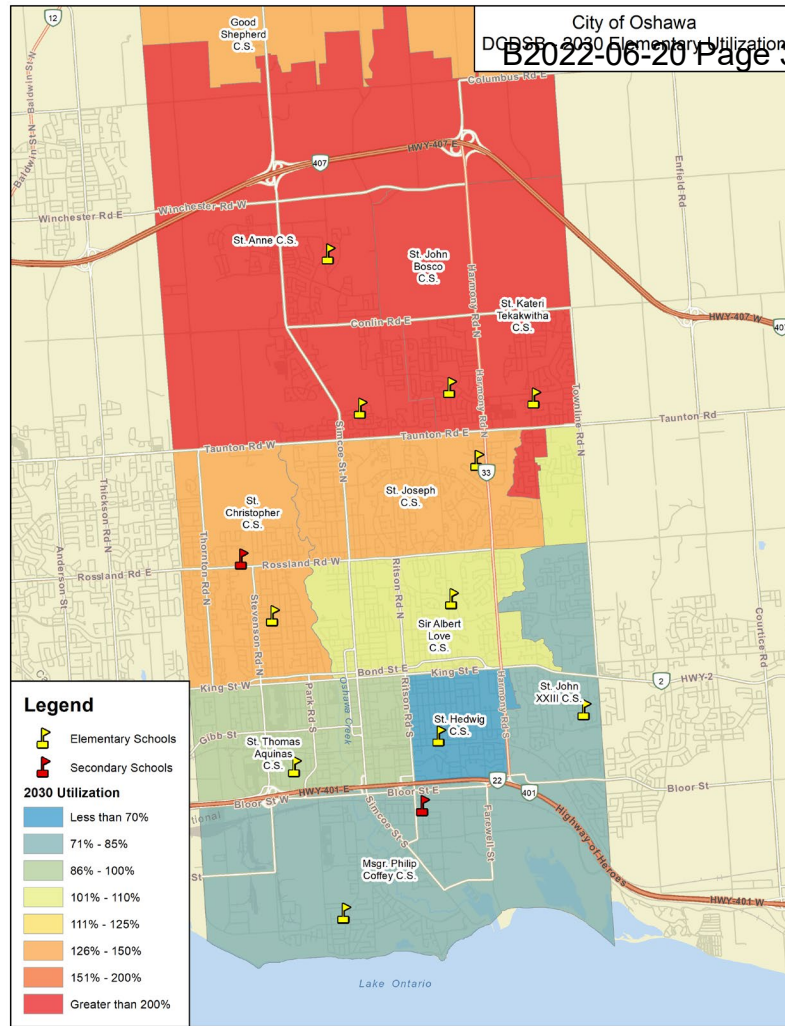 City of Oshawa
DCDSB - 2030 Elementary Utilization
B2022-06-20 Page
12
Good
Shepherd
C.S.
Baldwin St N
Baldwin St N
Columbus Rd E
407
HWY-407 E
Enfield Rd
Winchester Rd E
Winchester Rd W
St. Anne C.S.
St. John
Bosco
C.S.
Harmony Rd N
St. Kateri
Tekakwitha
C.S.
Conlin Rd E
HWY-407 W
407
Harmony Rd N
Townline Rd N
Taunton Rd
Taunton Rd W
Taunton Rd E
Simcoe St N
33
Thickson Rd N
St.
Christopher
C.S.
St. Joseph
C.S.
Thornton Rd N
Anderson St
Rossland Rd E
Rossland Rd W
Stevenson Rd N
Ritson Rd N
Sir Albert
Love
C.S.
Courtice Rd
Bond St E
King St W
King St E
HWY-2
2
Park Rd S
Oshawa Creek
Ritson Rd S
Harmony Rd S
St. John
XXIII C.S.
St. Hedwig
C.S.
Gibb St
St. Thomas
Aquinas
C.S.
HWY-401 E
22
401
Bloor St W
Bloor St E
Bloor St
Simcoe St S
Farewell St
Highway of Heroes
Msgr. Philip
Coffey C.S.
HWY-401 W
St
Lake Ontario
Legend
Elementary Schools
Secondary Schools
2030 Utilization
Less than 70%
71% - 85%
86% - 100%
101% - 110%
111% - 125%
126% - 150%
151% - 200%
Greater than 200%